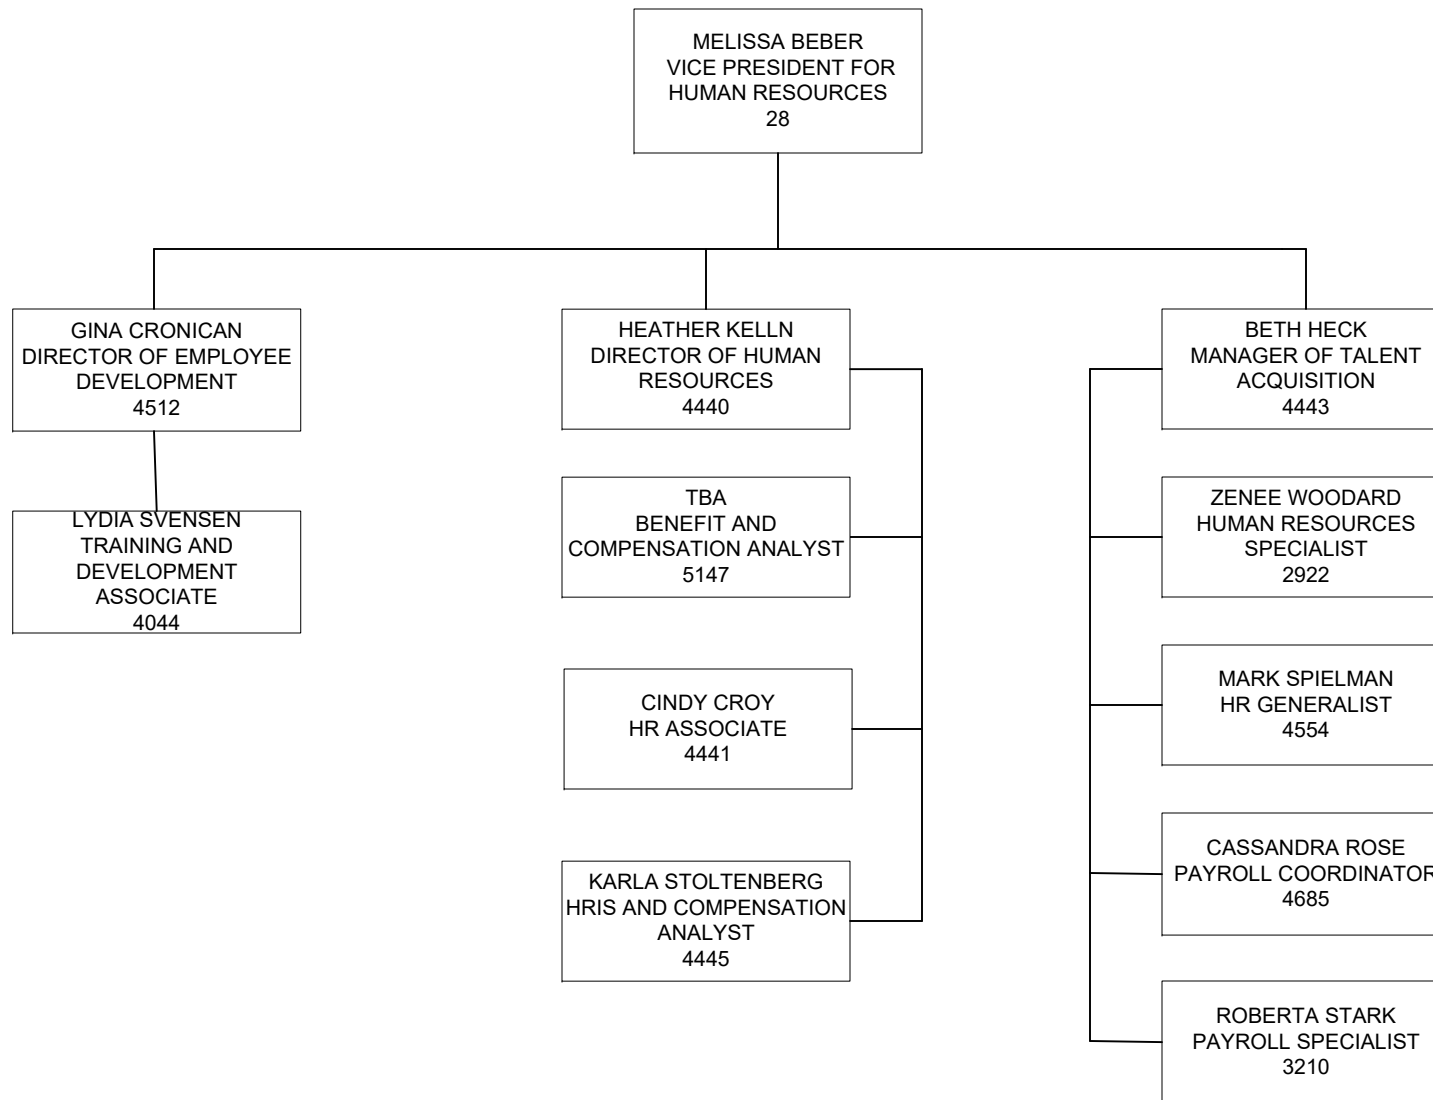 MELISSA BEBER
VICE PRESIDENT FOR
HUMAN RESOURCES
28
GINA CRONICAN
DIRECTOR OF EMPLOYEE
DEVELOPMENT
4512
LYDIA SVENSEN
TRAINING AND
DEVELOPMENT
ASSOCIATE
4044
HEATHER KELLN
DIRECTOR OF HUMAN
RESOURCES
4440
TBA
BENEFIT AND
COMPENSATION ANALYST
5147
CINDY CROY
HR ASSOCIATE
4441
KARLA STOLTENBERG
HRIS AND COMPENSATION
ANALYST
4445
BETH HECK
MANAGER OF TALENT
ACQUISITION
4443
ZENEE WOODARD
HUMAN RESOURCES
SPECIALIST
2922
MARK SPIELMAN
HR GENERALIST
4554
CASSANDRA ROSE
PAYROLL COORDINATOR
4685
ROBERTA STARK
PAYROLL SPECIALIST
3210